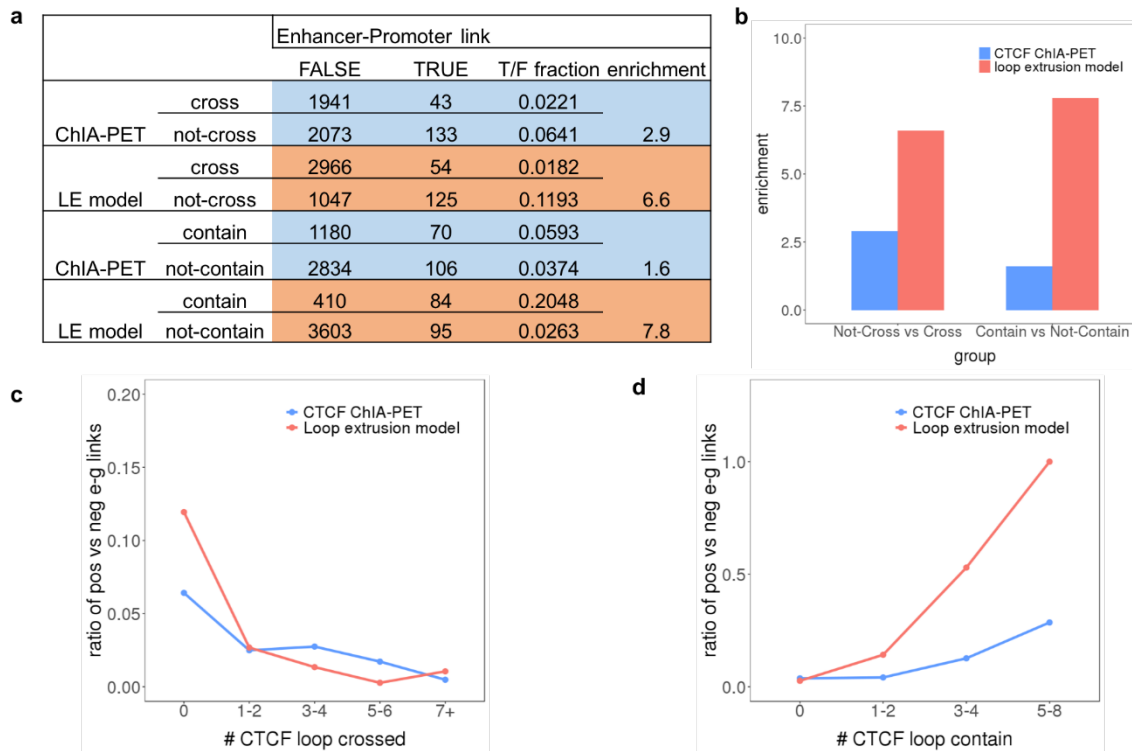 a
Enhancer-Promoter link
FALSE TRUE T/F fraction enrichment
cross 1941 43 0.0221
ChIA-PET not-cross 2073 133 0.0641 2.9
cross 2966 54 0.0182
LE model not-cross 1047 125 0.1193 6.6
contain 1180 70 0.0593
ChIA-PET not-contain 2834 106 0.0374 1.6
contain 410 84 0.2048
LE model not-contain 3603 95 0.0263 7.8
b
10.0
7.5
5.0
2.5
0.0
enrichment
CTCF ChIA-PET
loop extrusion model
Not-Cross vs Cross Contain vs Not-Contain
group
c
0.20
0.15
0.10
0.05
0.00
ratio of pos vs neg e-g links
CTCF ChIA-PET
Loop extrusion model
0 1-2 3-4 5-6 7+
# CTCF loop crossed
d
1.0
0.5
0.0
ratio of pos vs neg e-g links
CTCF ChIA-PET
Loop extrusion model
0 1-2 3-4 5-8
# CTCF loop contain